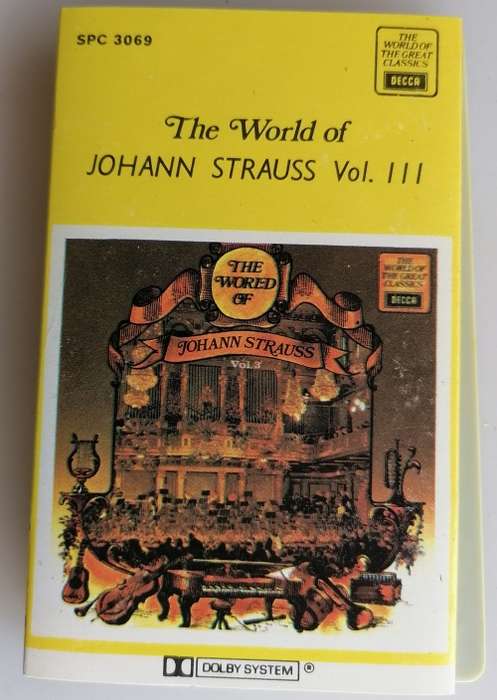 SPC 3069
THE
WORLD OF
THE GREAT
CLASSICS
DECCA
The World of
JOHANN STRAUSS Vol. III
THE
WORLD
OF
JOHANN STRAUSS
Vol.3
THE
WORLD OF
THE GREAT
CLASSICS
DECCA
DOLBY SYSTEM ®